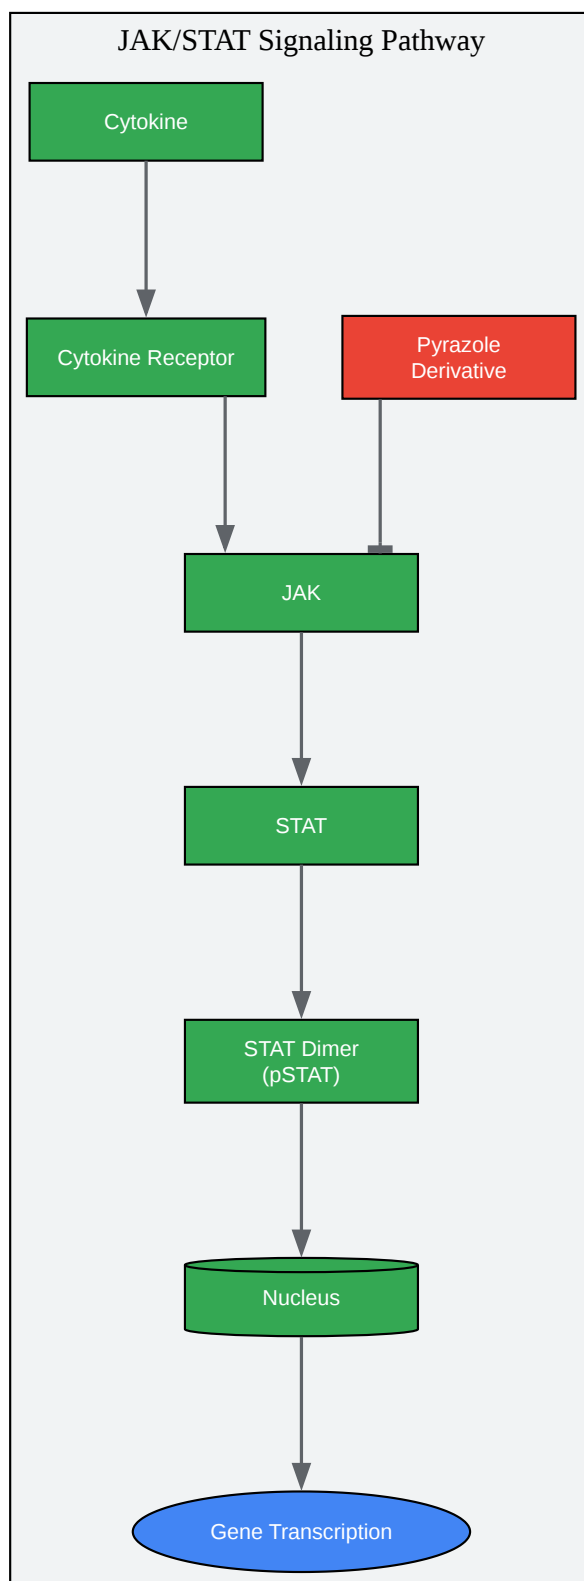 JAK/STAT Signaling Pathway
Cytokine
Cytokine Receptor
Pyrazole
Derivative
JAK
STAT
STAT Dimer
(pSTAT)
Nucleus
Gene Transcription